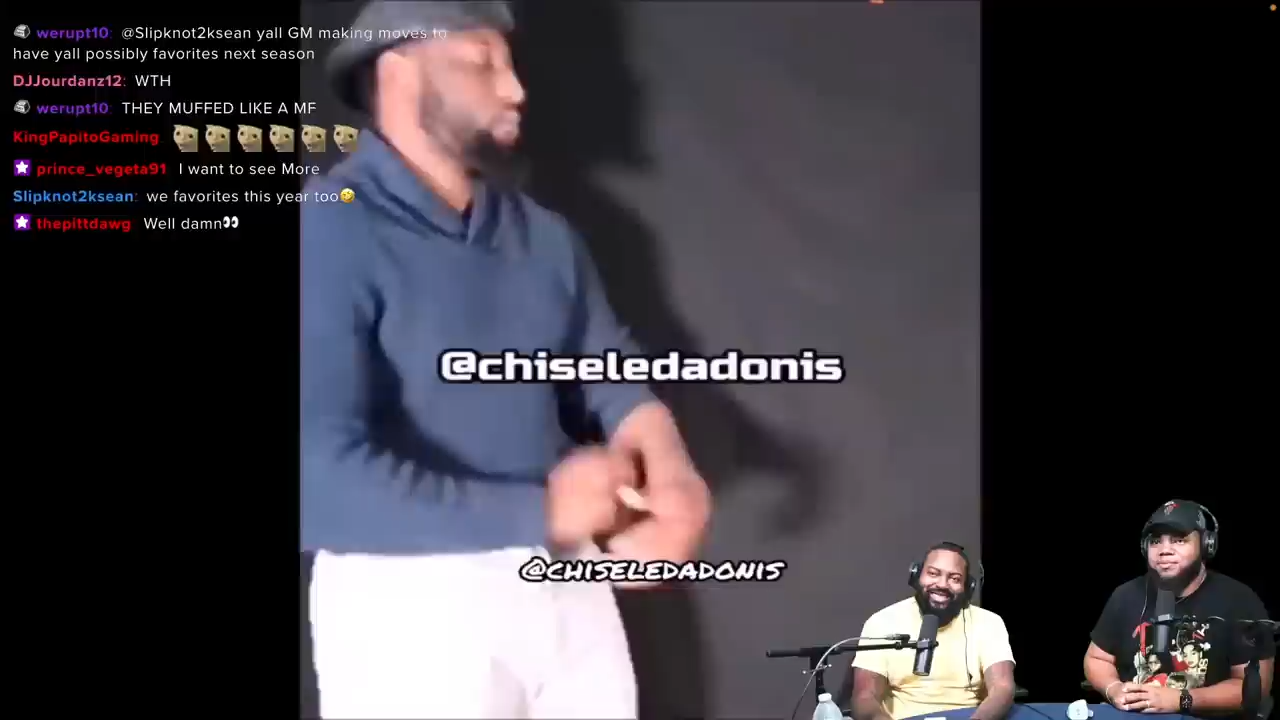 werupt10: @Slipknot2ksean yall GM making moves to
have yall possibly favorites next season
DJJourdanz12: WTH
werupt10: THEY MUFFED LIKE A MF
KingPapitoGaming
prince_vegeta91 I want to see More
Slipknot2ksean: we favorites this year too🤣
thepittdawg Well damn👀
@chiseledadonis
@CHISELEDADONIS